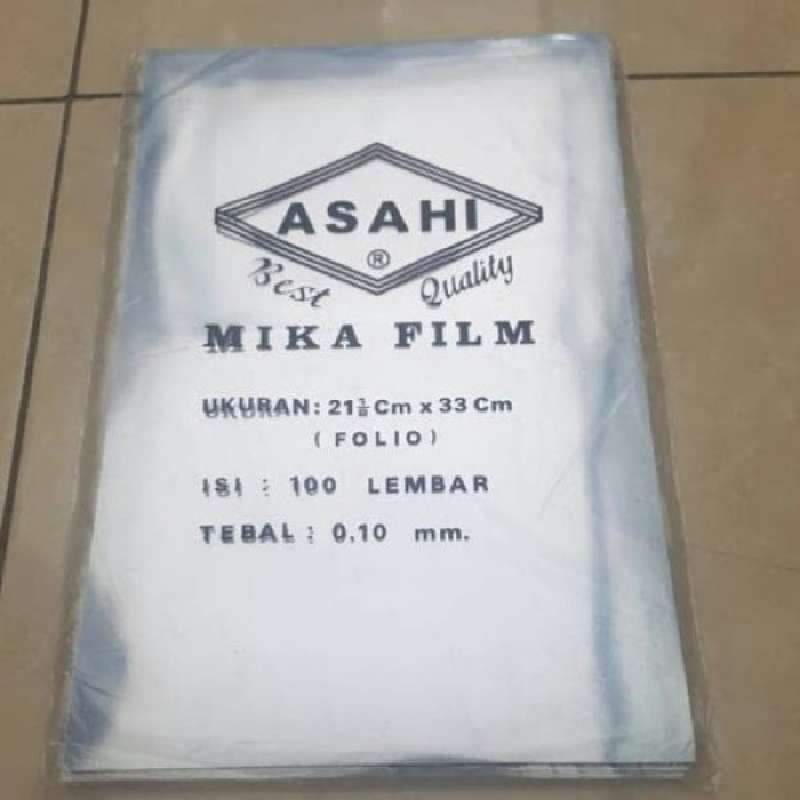 ASAHI
®
Best Quality
MIKA FILM
UKURAN: 21½ Cm x 33 Cm
( FOLIO )
ISI : 100 LEMBAR
TEBAL : 0,10 mm.